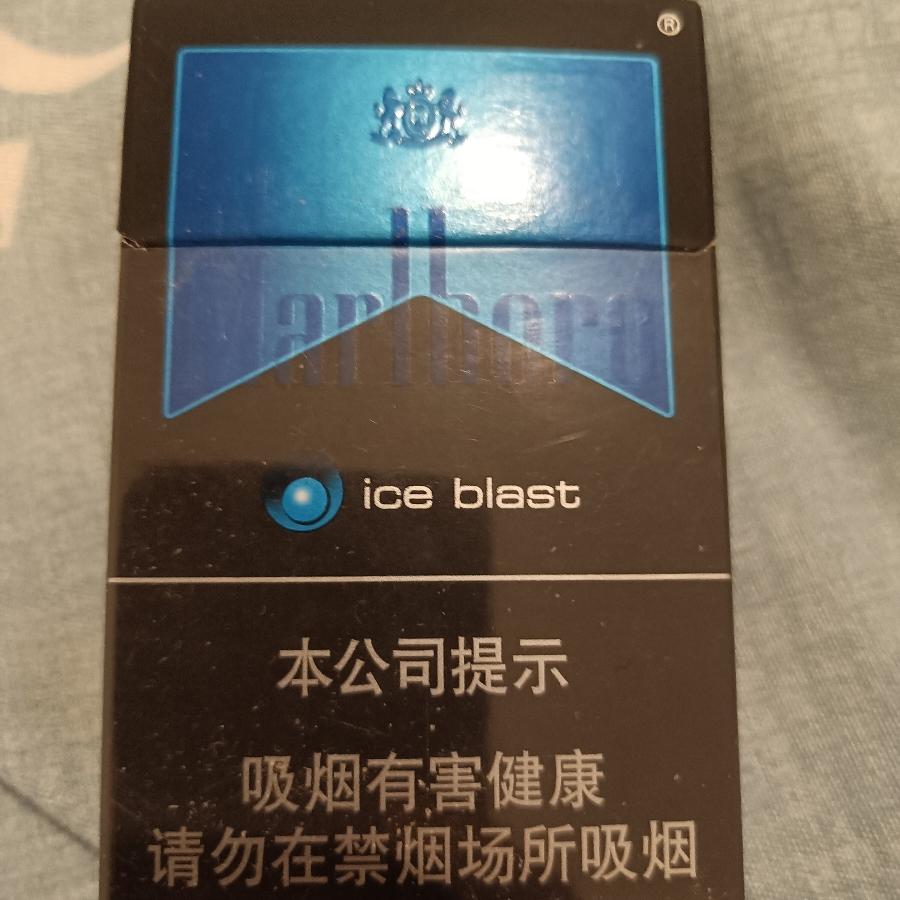 ®
Marlboro
ice blast
本公司提示
吸烟有害健康
请勿在禁烟场所吸烟